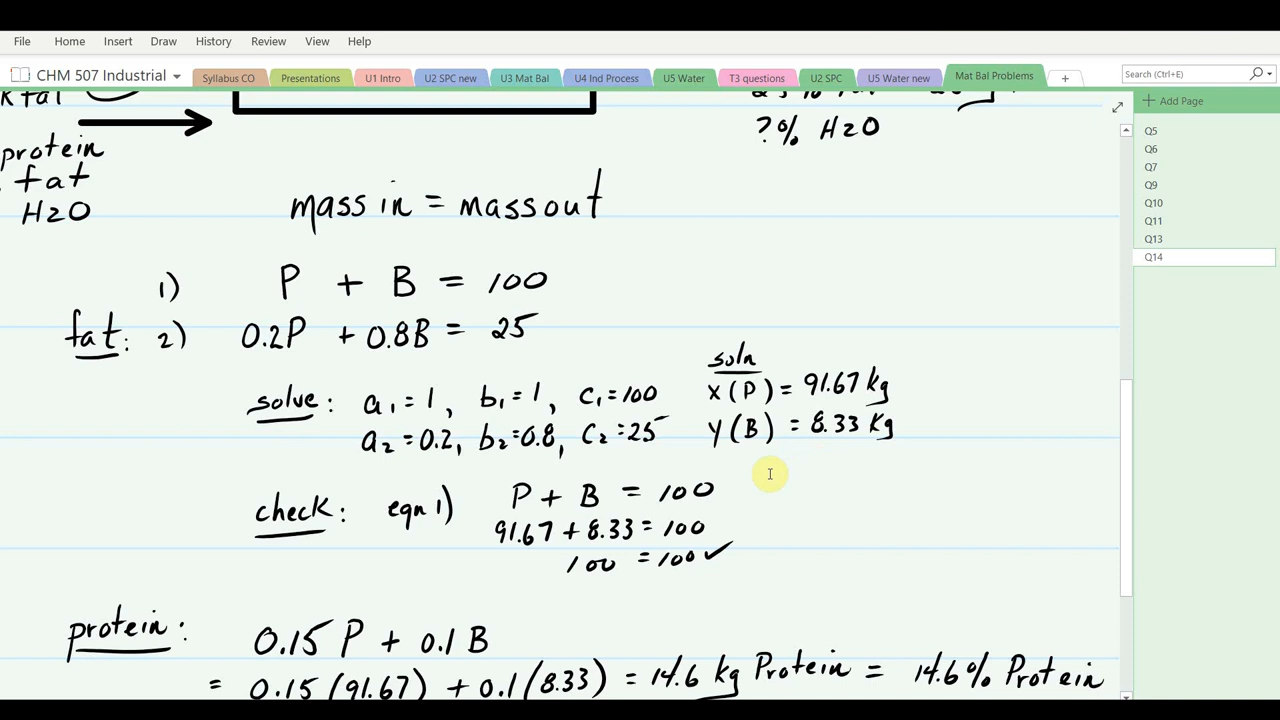 File Home Insert Draw History Review View Help
CHM 507 Industrial Syllabus CO Presentations U1 Intro U2 SPC new U3 Mat Bal U4 Ind Process U5 Water T3 questions U2 SPC U5 Water new Mat Bal Problems + Search (Ctrl+E)
+ Add Page
Q5
Q6
Q7
Q9
Q10
Q11
Q13
Q14
?% H2O
protein
fat
H2O
mass in = mass out
1) P + B = 100
fat: 2) 0.2P + 0.8B = 25
soln
x (P) = 91.67 kg
y (B) = 8.33 kg
solve: a1 = 1, b1 = 1, c1 = 100
a2 = 0.2, b2 = 0.8, c2 = 25
check: eqn 1) P + B = 100
91.67 + 8.33 = 100
100 = 100 ✓
protein: 0.15 P + 0.1 B
= 0.15 (91.67) + 0.1 (8.33) = 14.6 kg Protein = 14.6% Protein